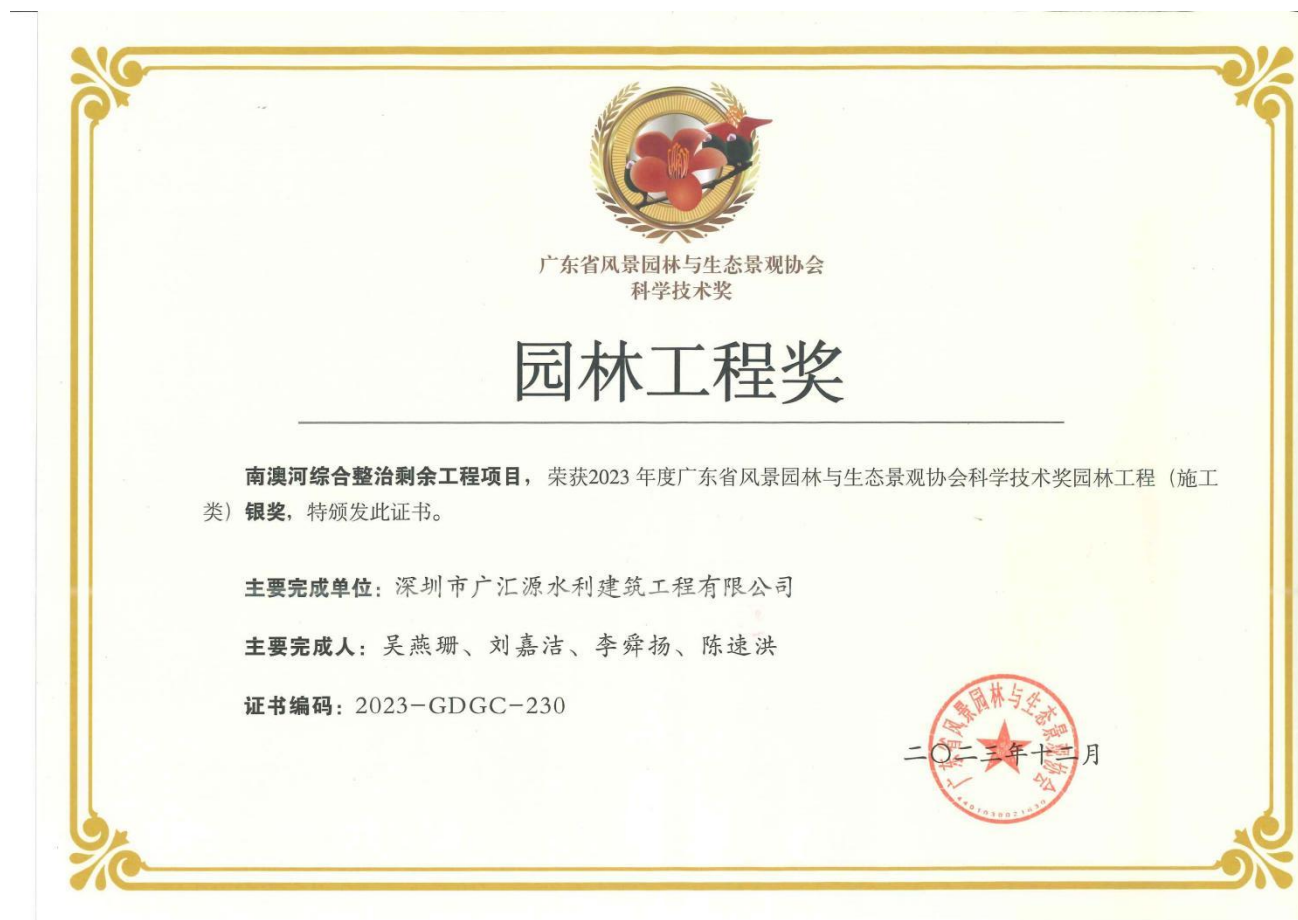 广东省风景园林与生态景观协会
科学技术奖
园林工程奖
南澳河综合整治剩余工程项目，荣获2023年度广东省风景园林与生态景观协会科学技术奖园林工程（施工
类）银奖，特颁发此证书。
主要完成单位：深圳市广汇源水利建筑工程有限公司
主要完成人：吴燕珊、刘嘉洁、李舜扬、陈速洪
证书编码：2023-GDGC-230
广东省风景园林与生态景观协会
二〇二三年十二月